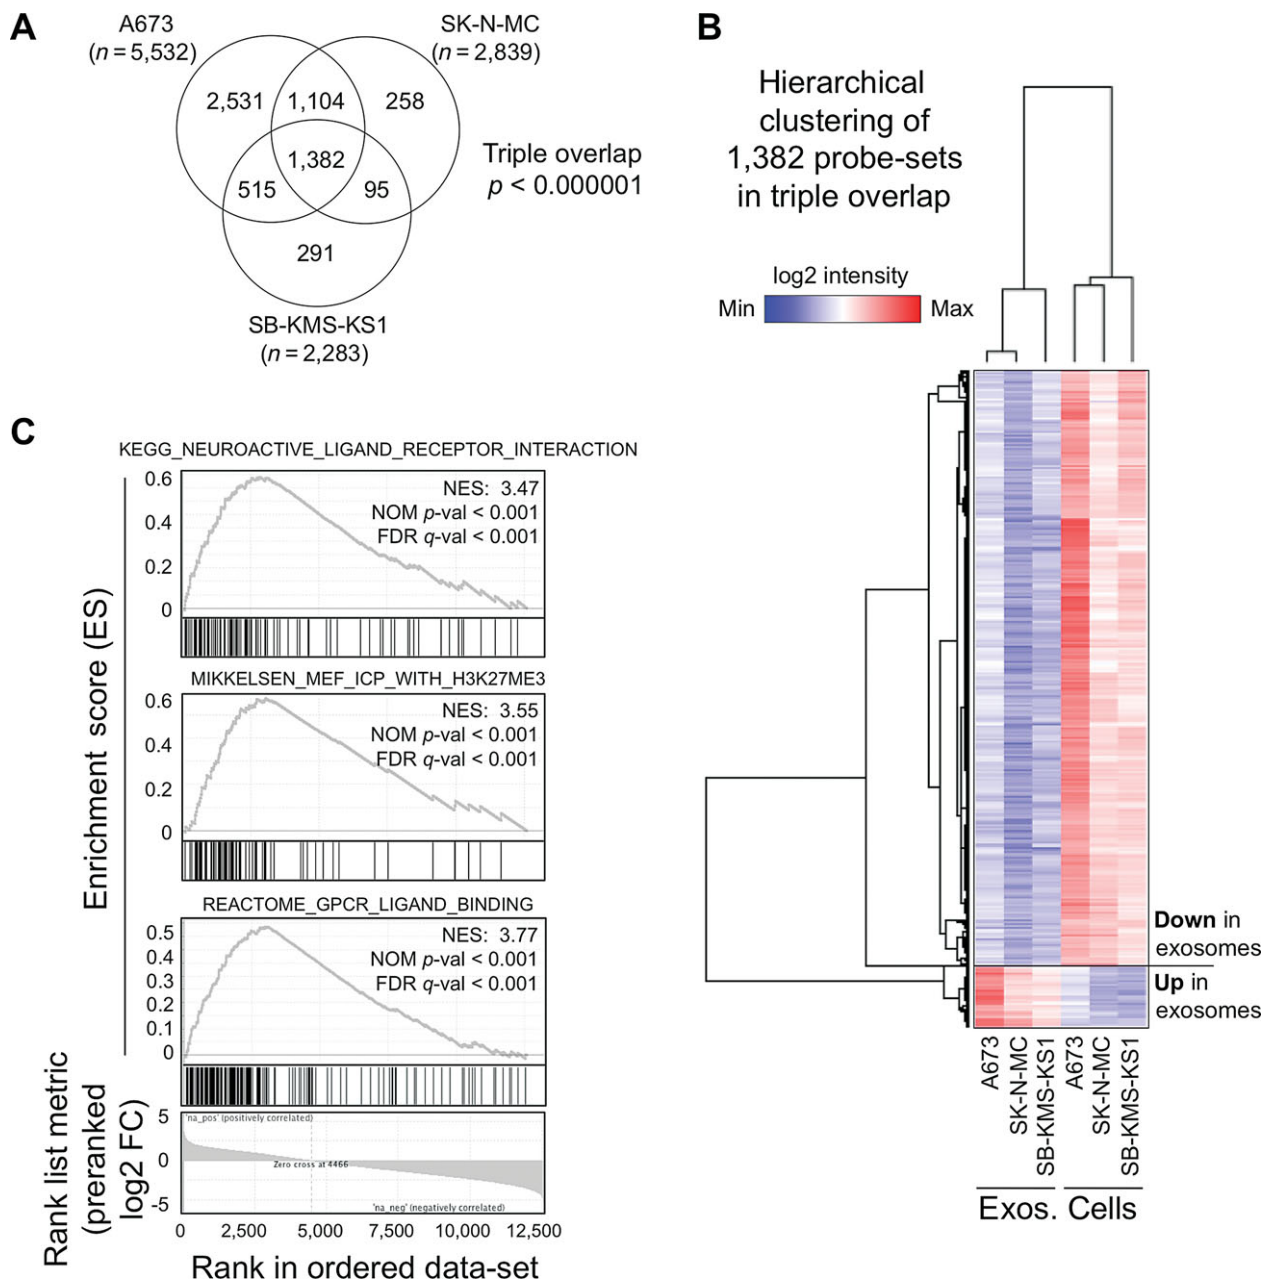 A
A673
(n = 5,532)
SK-N-MC
(n = 2,839)
2,531
1,104
258
1,382
515
95
291
Triple overlap
p < 0.000001
SB-KMS-KS1
(n = 2,283)
B
Hierarchical
clustering of
1,382 probe-sets
in triple overlap
log2 intensity
Min
Max
Down in
exosomes
Up in
exosomes
A673
SK-N-MC
SB-KMS-KS1
A673
SK-N-MC
SB-KMS-KS1
Exos.
Cells
C
KEGG_NEUROACTIVE_LIGAND_RECEPTOR_INTERACTION
0.6
0.4
0.2
0
NES: 3.47
NOM p-val < 0.001
FDR q-val < 0.001
MIKKELSEN_MEF_ICP_WITH_H3K27ME3
0.6
0.4
0.2
0
NES: 3.55
NOM p-val < 0.001
FDR q-val < 0.001
REACTOME_GPCR_LIGAND_BINDING
0.5
0.4
0.3
0.2
0.1
0
NES: 3.77
NOM p-val < 0.001
FDR q-val < 0.001
Enrichment score (ES)
5
0
-5
'na_pos' (positively correlated)
Zero cross at 4466
'na_neg' (negatively correlated)
Rank list metric
(preranked
log2 FC)
0
2,500
5,000
7,500
10,000
12,500
Rank in ordered data-set